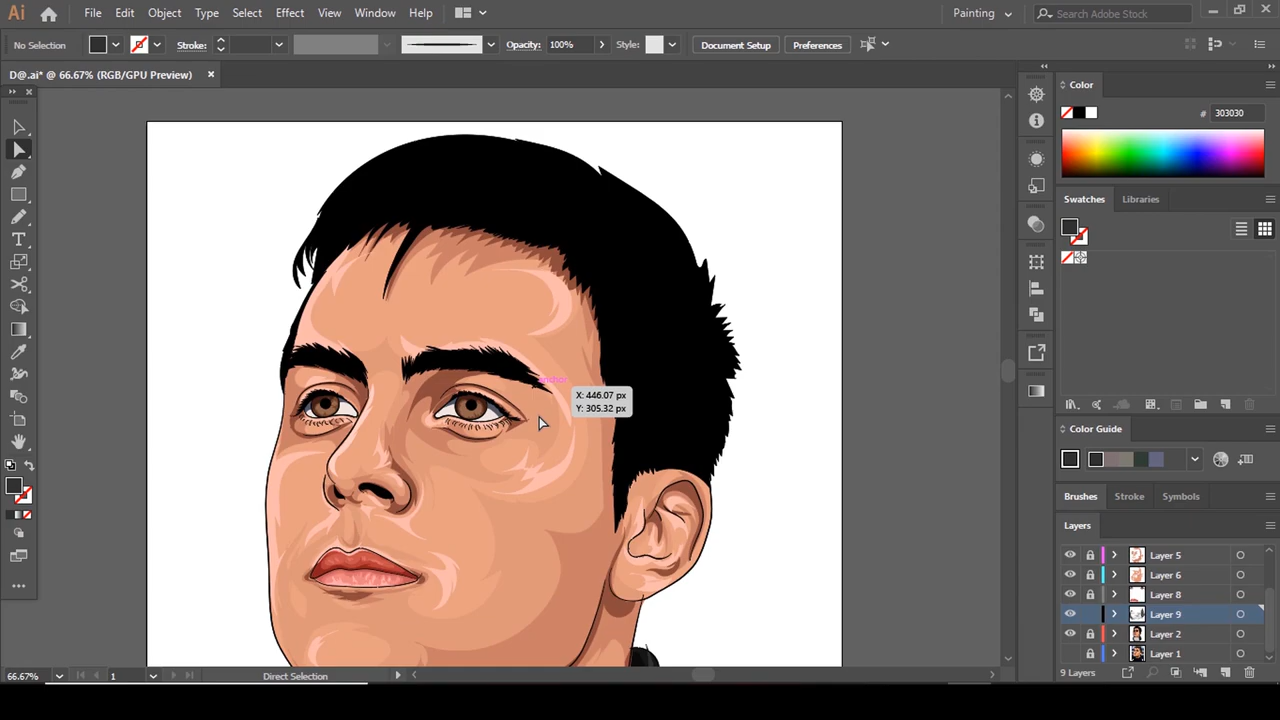 Ai File Edit Object Type Select Effect View Window Help Painting Search Adobe Stock
No Selection Stroke: Opacity: 100% Style: Document Setup Preferences
D@.ai* @ 66.67% (RGB/GPU Preview)
Color
# 303030
Swatches Libraries
anchor
X: 446.07 px
Y: 305.32 px
Color Guide
Brushes Stroke Symbols
Layers
Layer 5
Layer 6
Layer 8
Layer 9
Layer 2
Layer 1
66.67% 1 Direct Selection 9 Layers